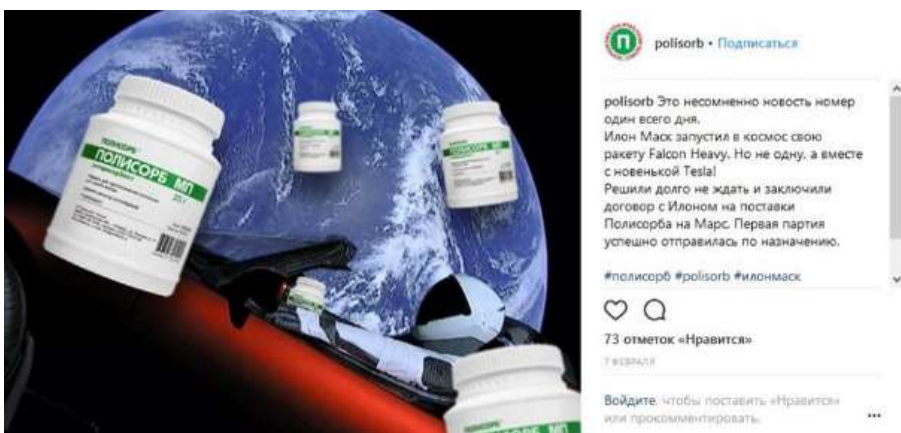 ПОЛИСОРБ МП
ПОЛИСОРБ МП
polisorb • Подписаться
polisorb Это несомненно новость номер
один всего дня.
Илон Маск запустил в космос свою
ракету Falcon Heavy. Но не одну, а вместе
с новенькой Tesla!
Решили долго не ждать и заключили
договор с Илоном на поставки
Полисорба на Марс. Первая партия
успешно отправилась по назначению.
#полисорб #polisorb #илонмаск
73 отметок «Нравится»
7 ФЕВРАЛЯ
Войдите, чтобы поставить «Нравится»
или прокомментировать.